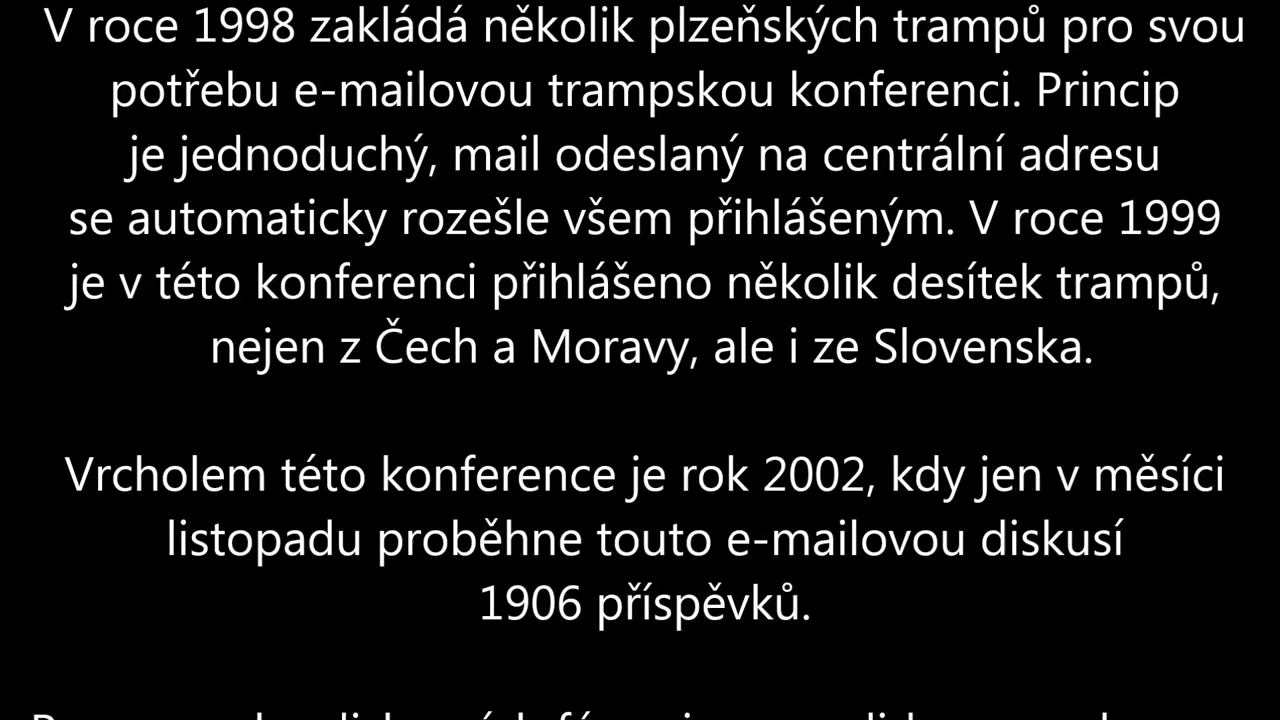 V roce 1998 zakládá několik plzeňských trampů pro svou
potřebu e-mailovou trampskou konferenci. Princip
je jednoduchý, mail odeslaný na centrální adresu
se automaticky rozešle všem přihlášeným. V roce 1999
je v této konferenci přihlášeno několik desítek trampů,
nejen z Čech a Moravy, ale i ze Slovenska.
Vrcholem této konference je rok 2002, kdy jen v měsíci
listopadu proběhne touto e-mailovou diskusí
1906 příspěvků.